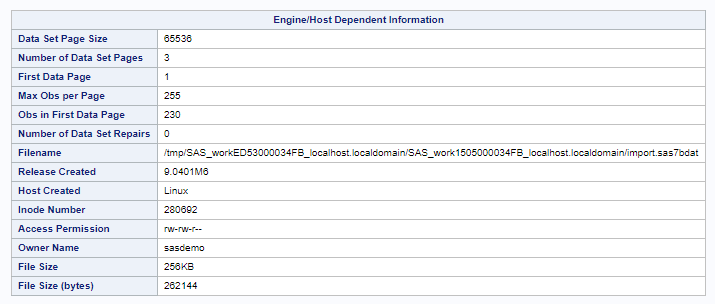 Engine/Host Dependent Information
Data Set Page Size 65536
Number of Data Set Pages 3
First Data Page 1
Max Obs per Page 255
Obs in First Data Page 230
Number of Data Set Repairs 0
Filename /tmp/SAS_workED53000034FB_localhost.localdomain/SAS_work1505000034FB_localhost.localdomain/import.sas7bdat
Release Created 9.0401M6
Host Created Linux
Inode Number 280692
Access Permission rw-rw-r--
Owner Name sasdemo
File Size 256KB
File Size (bytes) 262144